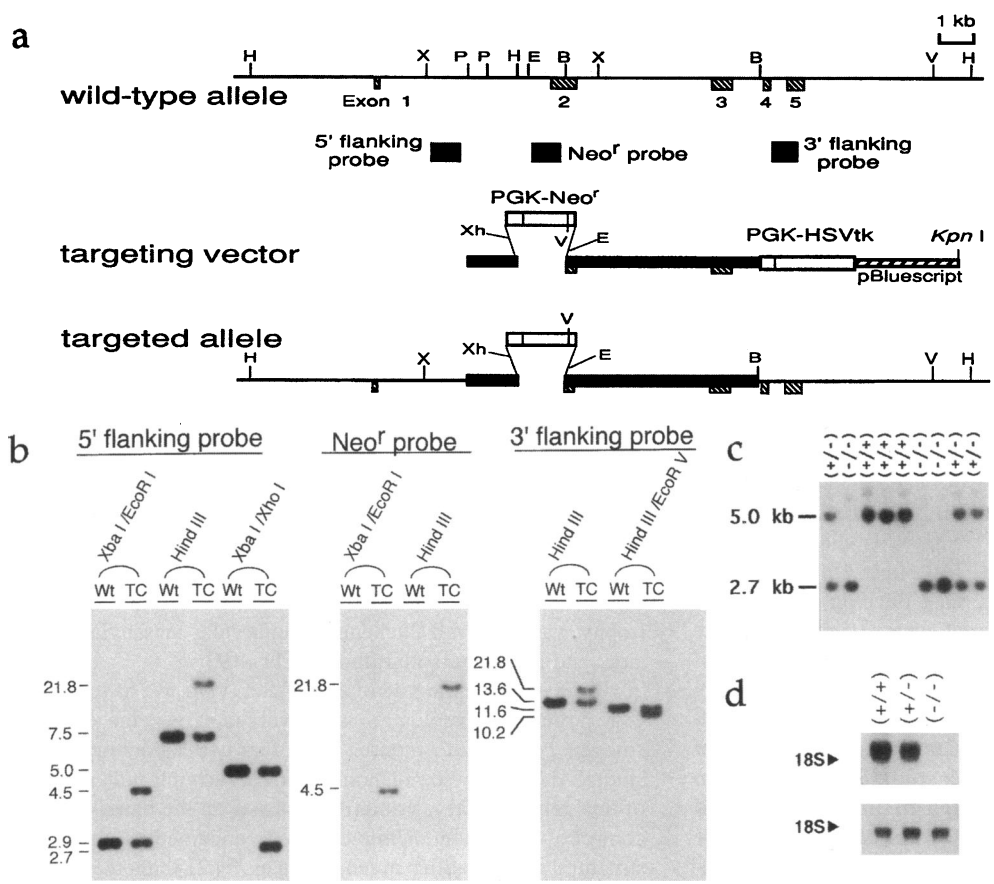 a
1 kb
H X P P H E B X B V H
wild-type allele
Exon 1 2 3 4 5
5' flanking
probe
Neoʳ probe
3' flanking
probe
PGK-Neoʳ
Xh V E
targeting vector
PGK-HSVtk
Kpn I
pBluescript
targeted allele
H X Xh V E B V H
b
5' flanking probe
Xba I /EcoR I
Hind III
Xba I /Xho I
Wt TC Wt TC Wt TC
21.8
7.5
5.0
4.5
2.9
2.7
Neoʳ probe
Xba I /EcoR I
Hind III
Wt TC Wt TC
21.8
4.5
3' flanking probe
Hind III
Hind III /EcoR V
Wt TC Wt TC
21.8
13.6
11.6
10.2
c
(+/-) (-/-) (+/+) (+/+) (+/+) (-/-) (-/-) (+/-) (+/-)
5.0 kb
2.7 kb
d
(+/+) (+/-) (-/-)
18S
18S